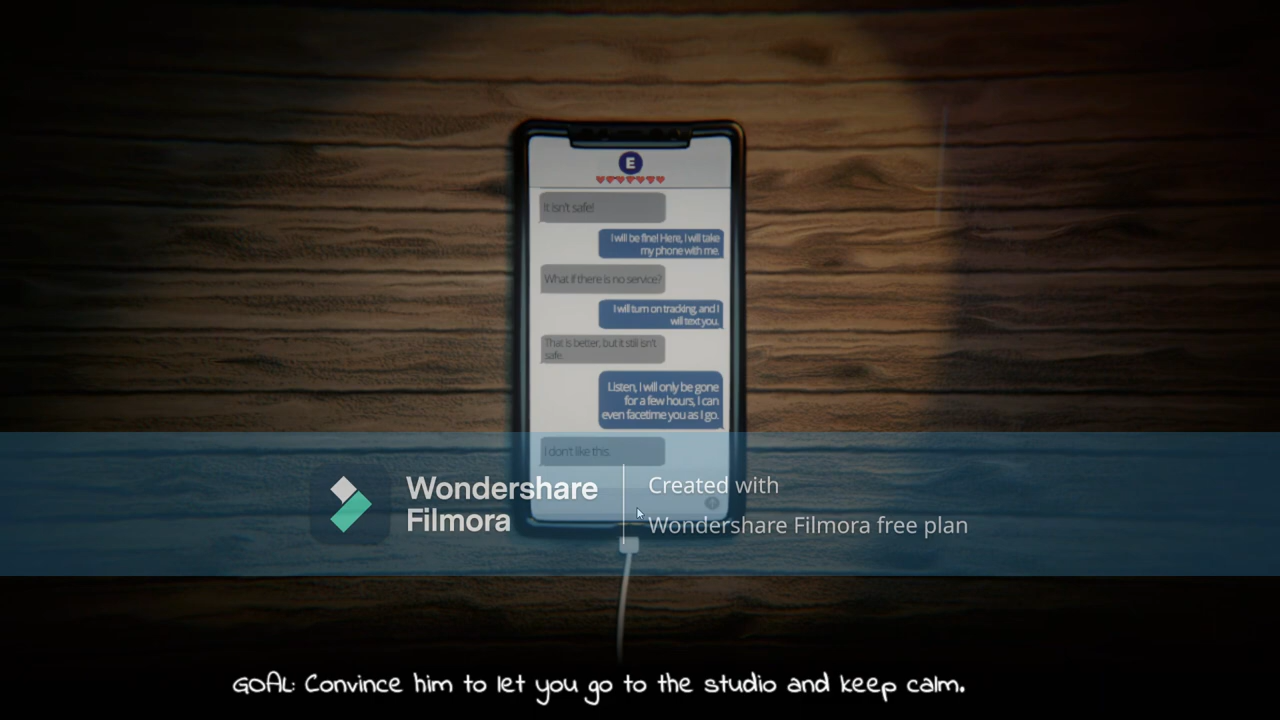 E
It isn't safe!
I will be fine! Here, I will take
my phone with me.
What if there is no service?
I will turn on tracking, and I
will text you.
That is better, but it still isn't
safe.
Listen, I will only be gone
for a few hours, I can
even facetime you as I go.
I don't like this.
Wondershare
Filmora
Created with
Wondershare Filmora free plan
GOAL: Convince him to let you go to the studio and keep calm.